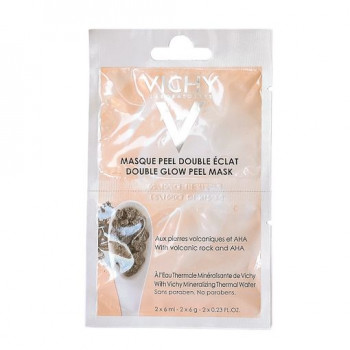 VICHY
V
MASQUE PEEL DOUBLE ÉCLAT
DOUBLE GLOW PEEL MASK
Aux pierres volcaniques et AHA
With volcanic rock and AHA
À l'Eau Thermale Minéralisante de Vichy
With Vichy Mineralizing Thermal Water
Sans paraben. No parabens.
2 x 6 ml - 2 x 6 g - 2 x 0.23 FL.OZ.